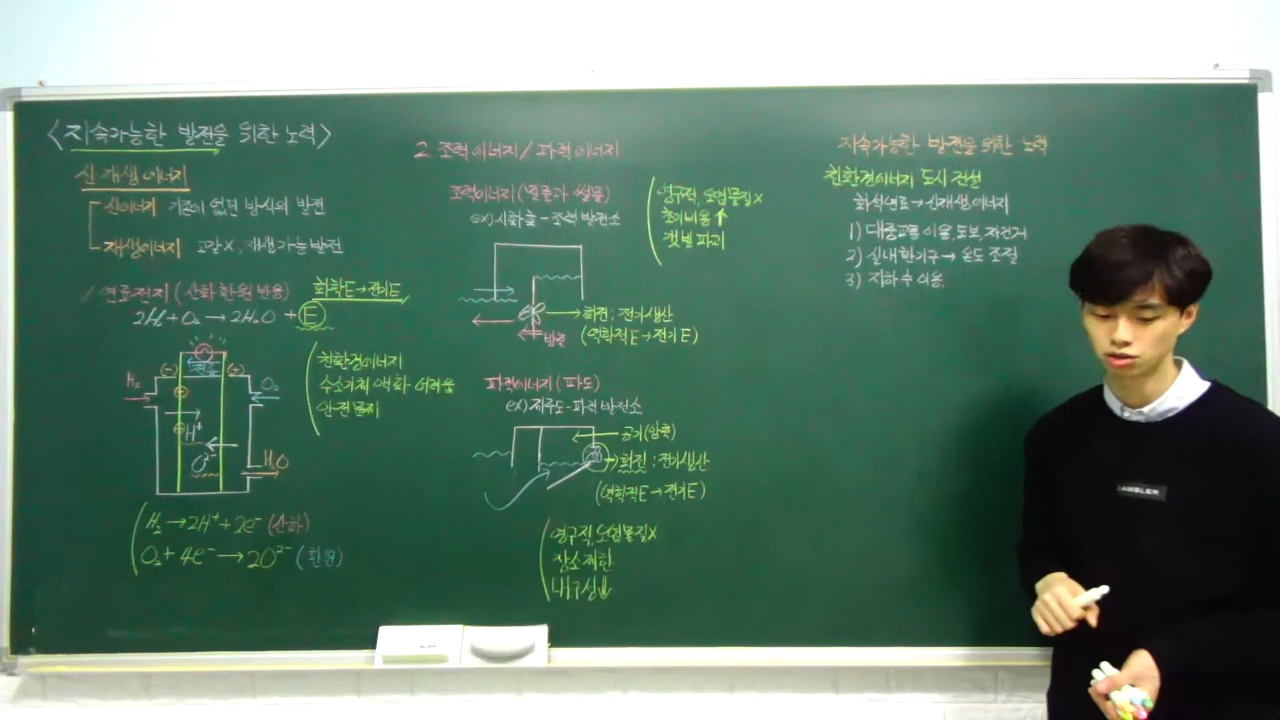 <지속가능한 발전을 위한 노력>
신재생에너지
신에너지 기존에 없던 방식의 발전
재생에너지 고갈X, 재생가능발전
1. 연료전지 (산화 환원 반응) 화학E→전기E
2H₂+O₂→2H₂O + E
친환경에너지
수소기체 액화 어려움
안전문제
전류
(-) (+)
H₂ O₂
H⁺
O²⁻
H₂O
H₂→2H⁺+2e⁻ (산화)
O₂+4e⁻→2O²⁻ (환원)
2. 조력에너지/파력에너지
조력에너지 (밀물과 썰물)
ex) 시화호-조력 발전소
영구적, 오염물질X
초기비용↑
갯벌파괴
회전 : 전기생산
(역학적E→전기E)
방류
파력에너지 (파도)
ex) 제주도-파력 발전소
공기(압축)
회전 : 전기생산
(역학적E→전기E)
영구적, 오염물질X
장소제한
내구성↓
지속가능한 발전을 위한 노력
친환경에너지 도시 건설
화석연료→신재생에너지
1) 대중교통 이용, 도보, 자전거
2) 실내 환기구→온도 조절
3) 지하수 이용
LAMBLER